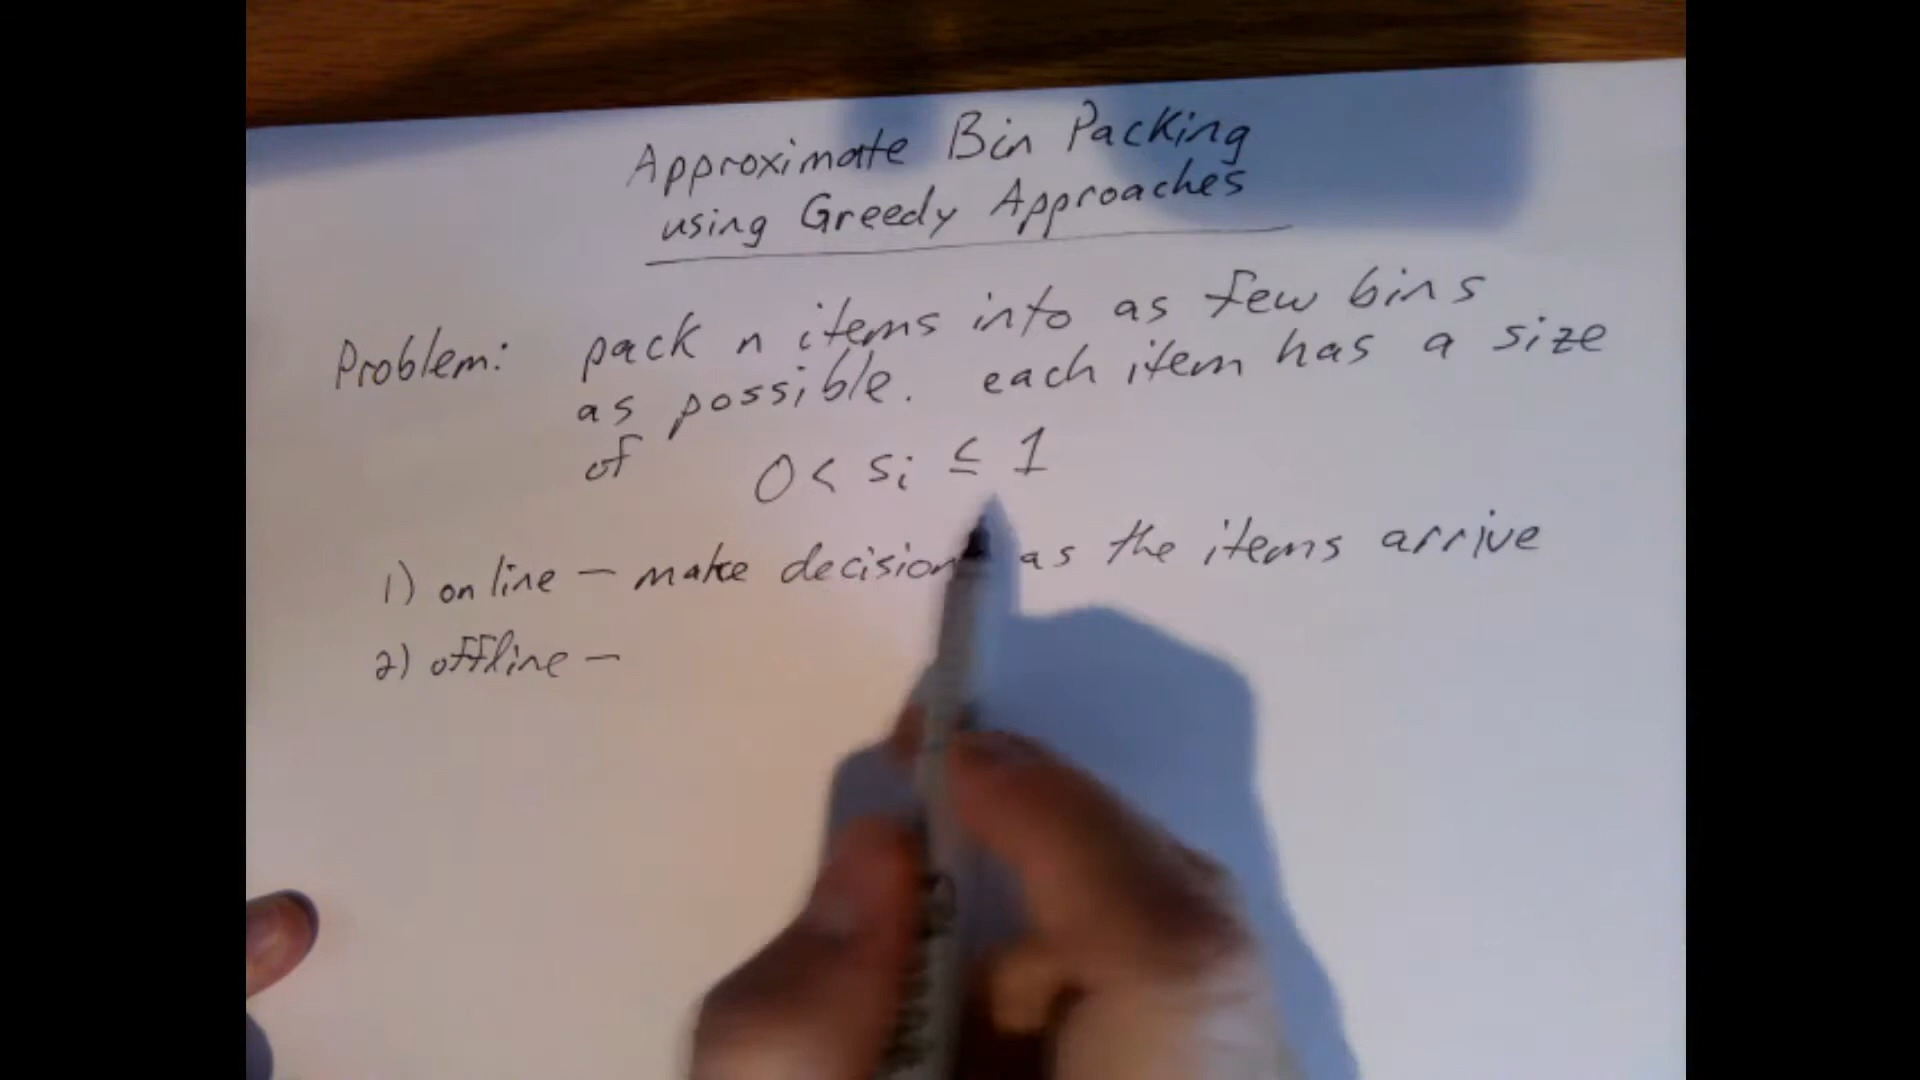 Approximate Bin Packing
using Greedy Approaches
Problem: pack n items into as few bins
as possible. each item has a size
of 0 < si ≤ 1
1) online – make decision as the items arrive
2) offline –